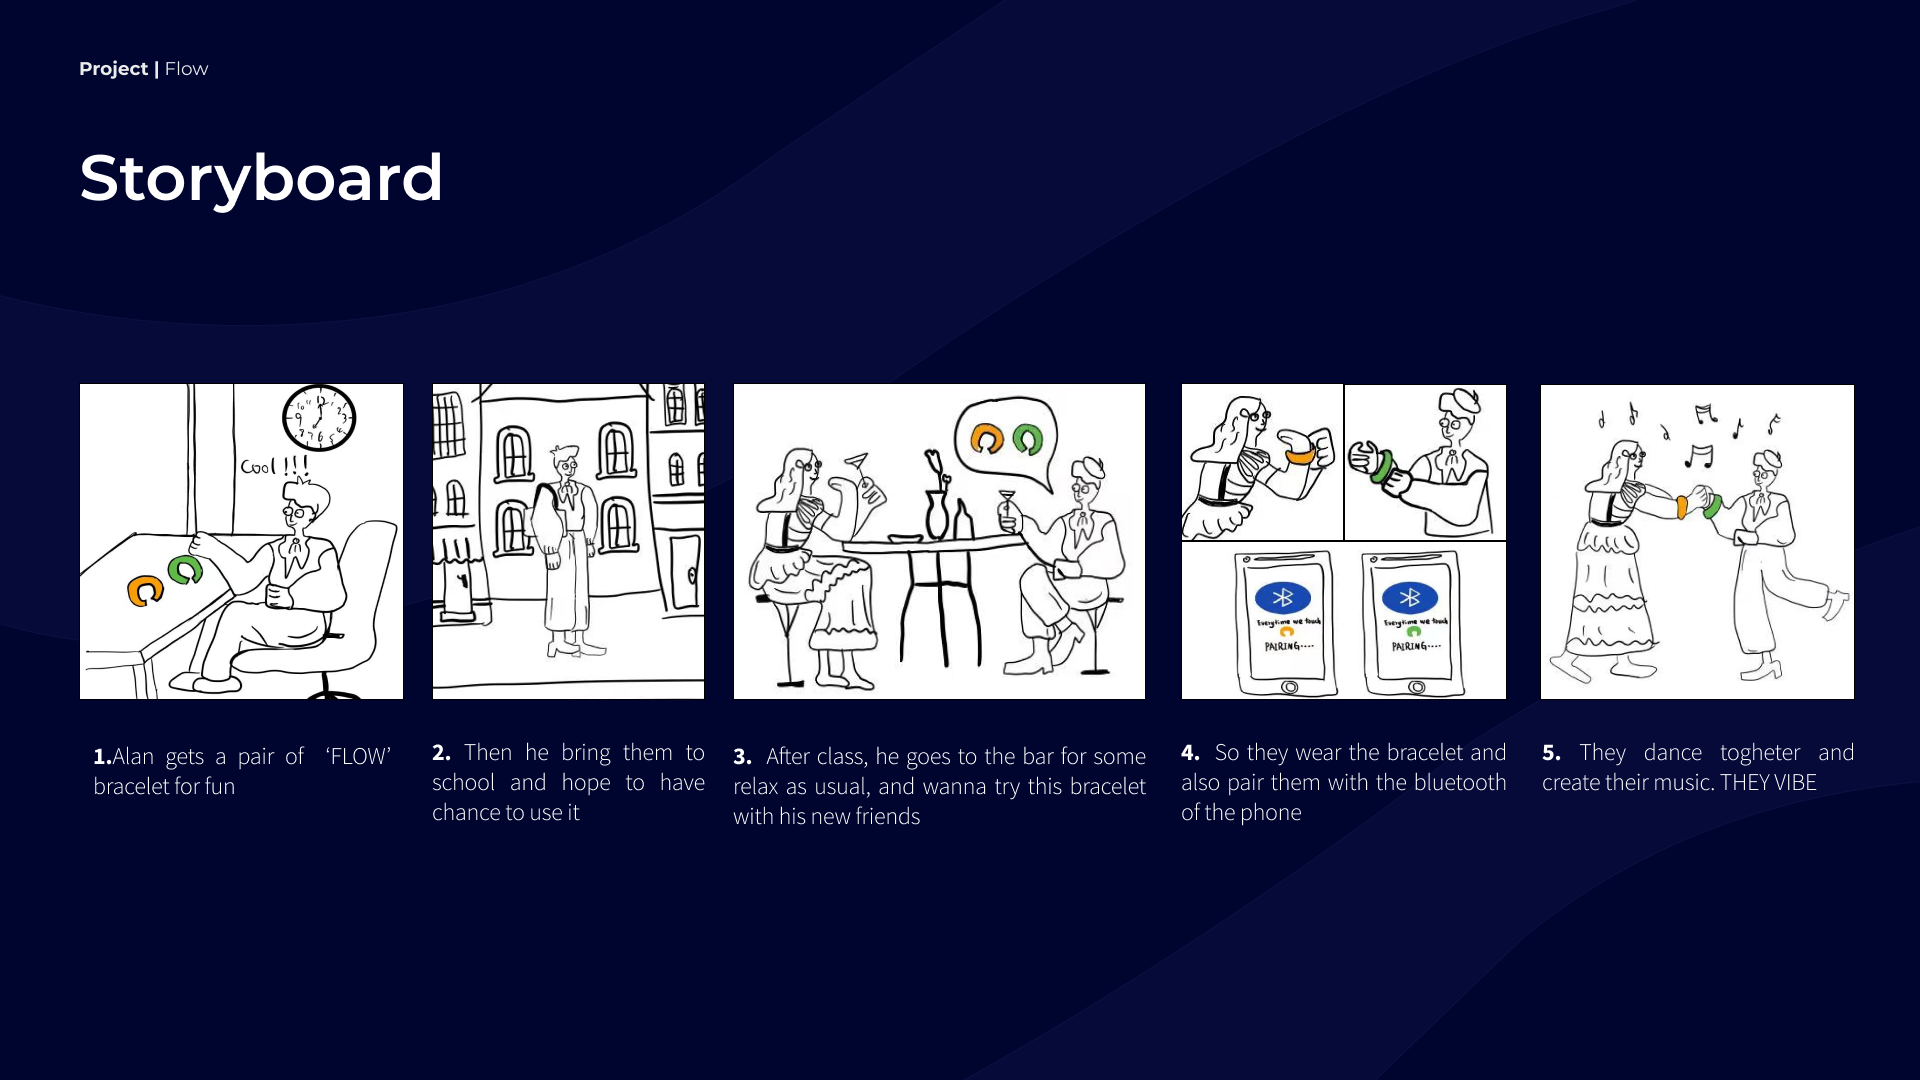 Project | Flow
Storyboard
Cool !!!
1.Alan gets a pair of ‘FLOW’
bracelet for fun
2. Then he bring them to
school and hope to have
chance to use it
3. After class, he goes to the bar for some
relax as usual, and wanna try this bracelet
with his new friends
Everytime we touch
PAIRING....
Everytime we touch
PAIRING....
4. So they wear the bracelet and
also pair them with the bluetooth
of the phone
5. They dance togheter and
create their music. THEY VIBE